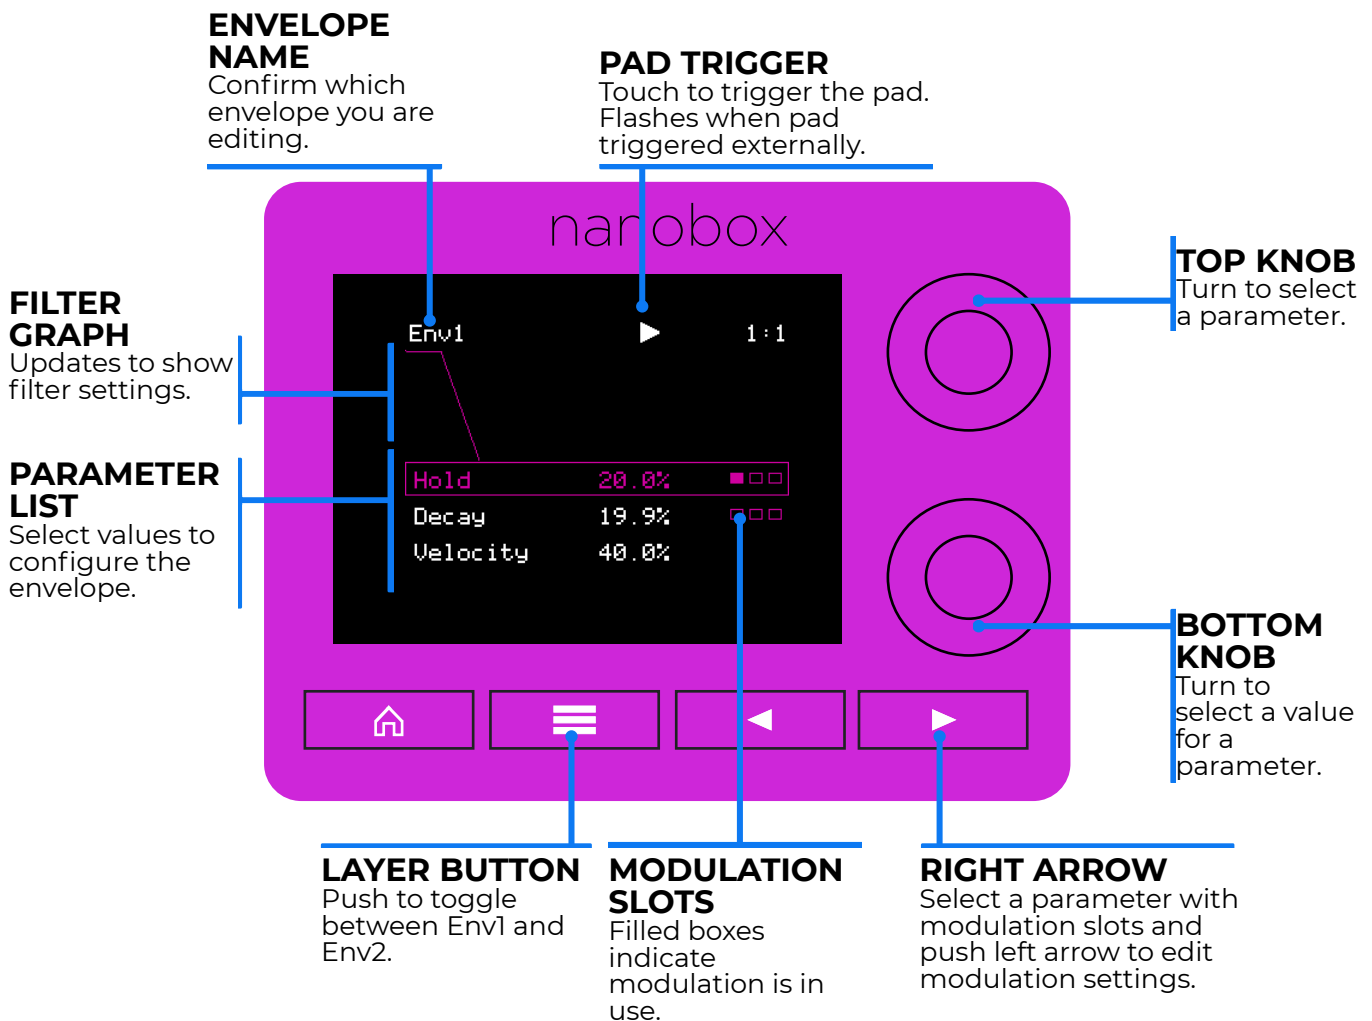 ENVELOPE
NAME
Confirm which
envelope you are
editing.
PAD TRIGGER
Touch to trigger the pad.
Flashes when pad
triggered externally.
nanobox
TOP KNOB
Turn to select
a parameter.
FILTER
GRAPH
Updates to show
filter settings.
Env1 1:1
PARAMETER
LIST
Select values to
configure the
envelope.
Hold 20.0%
Decay 19.9%
Velocity 40.0%
BOTTOM
KNOB
Turn to
select a value
for a
parameter.
LAYER BUTTON
Push to toggle
between Env1 and
Env2.
MODULATION
SLOTS
Filled boxes
indicate
modulation is in
use.
RIGHT ARROW
Select a parameter with
modulation slots and
push left arrow to edit
modulation settings.